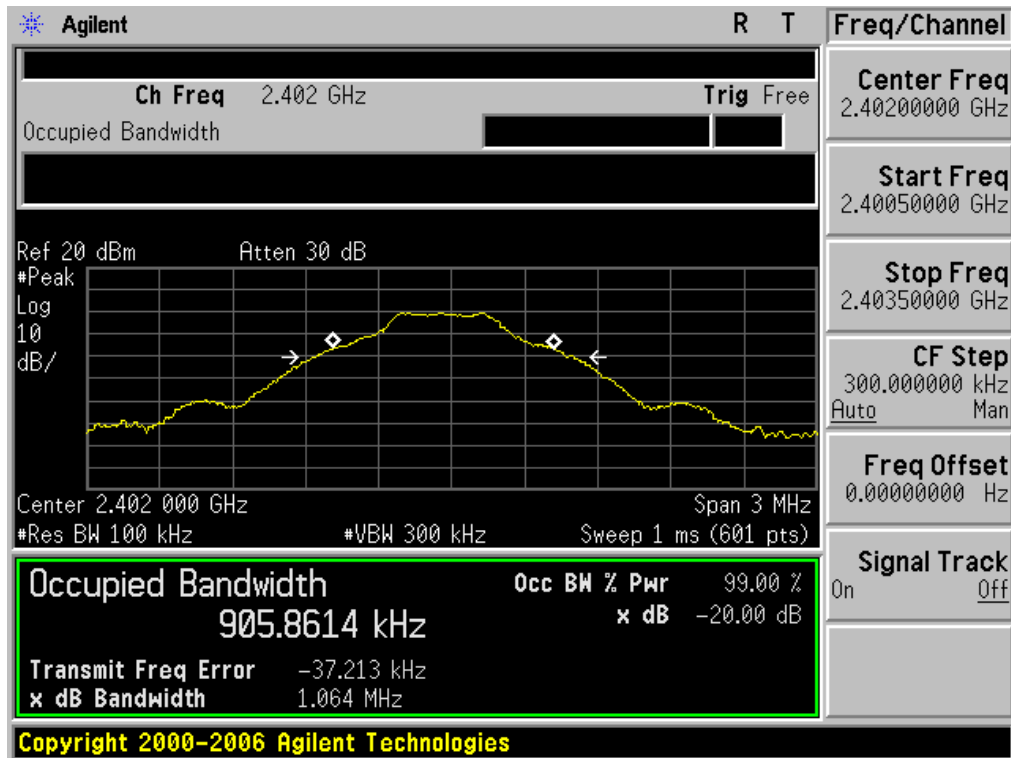 Agilent R T Freq/Channel
Ch Freq 2.402 GHz Trig Free
Occupied Bandwidth
Center Freq
2.40200000 GHz
Start Freq
2.40050000 GHz
Stop Freq
2.40350000 GHz
CF Step
300.000000 kHz
Auto Man
Freq Offset
0.00000000 Hz
Signal Track
On Off
Ref 20 dBm Atten 30 dB
#Peak
Log
10
dB/
Center 2.402 000 GHz Span 3 MHz
#Res BW 100 kHz #VBW 300 kHz Sweep 1 ms (601 pts)
Occupied Bandwidth
905.8614 kHz
Occ BW % Pwr 99.00 %
x dB -20.00 dB
Transmit Freq Error -37.213 kHz
x dB Bandwidth 1.064 MHz
Copyright 2000-2006 Agilent Technologies